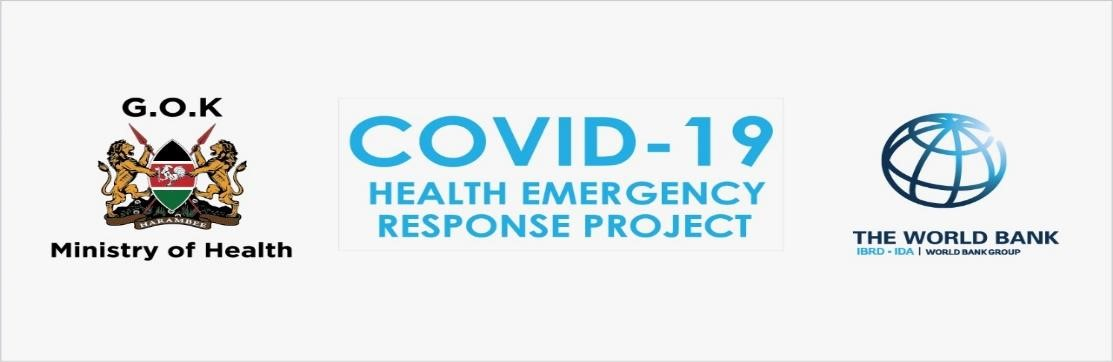 G.O.K
HARAMBEE
Ministry of Health
COVID-19
HEALTH EMERGENCY
RESPONSE PROJECT
THE WORLD BANK
IBRD - IDA | WORLD BANK GROUP